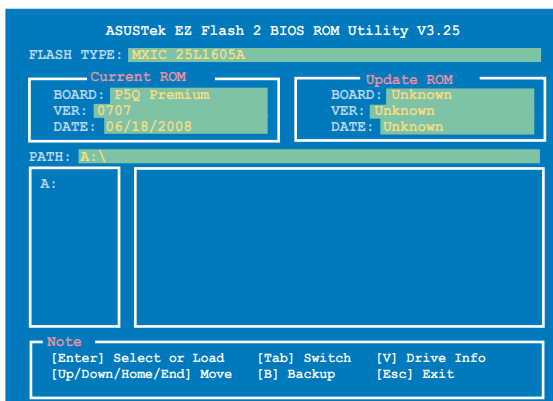 ASUSTek EZ Flash 2 BIOS ROM Utility V3.25
FLASH TYPE: MXIC 25L1605A
Current ROM
BOARD: P5Q Premium
VER: 0707
DATE: 06/18/2008
Update ROM
BOARD: Unknown
VER: Unknown
DATE: Unknown
PATH: A:\
A:
Note
[Enter] Select or Load [Tab] Switch [V] Drive Info
[Up/Down/Home/End] Move [B] Backup [Esc] Exit